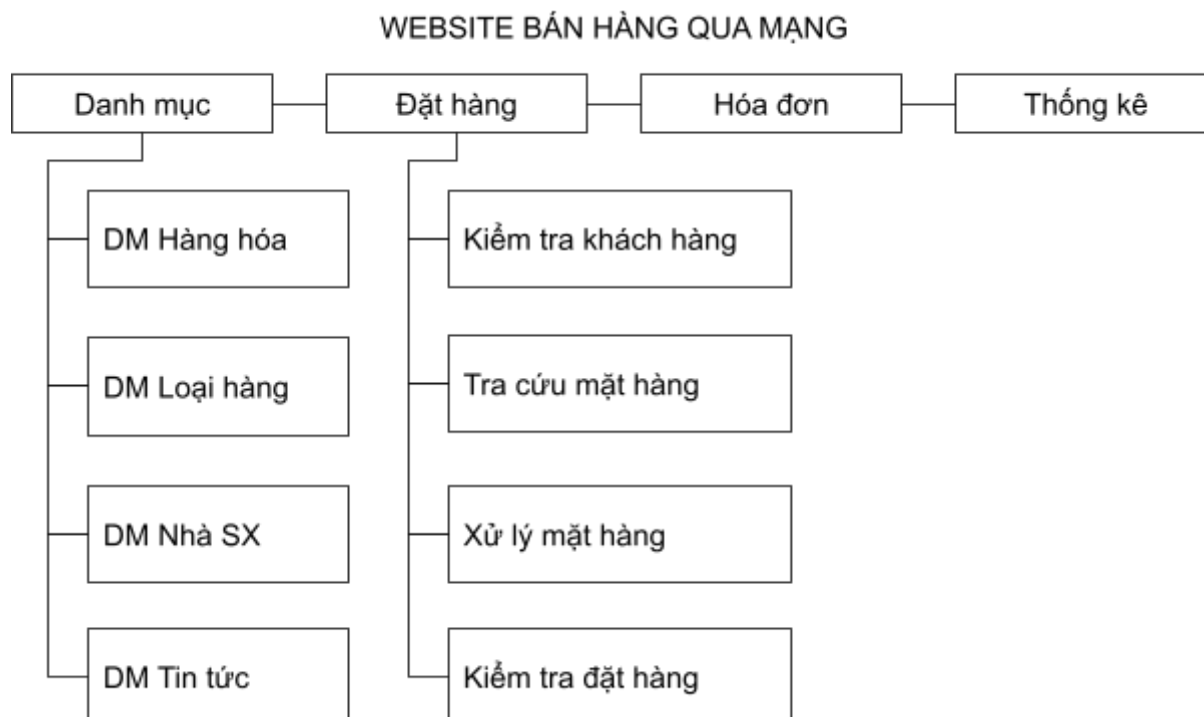 WEBSITE BÁN HÀNG QUA MẠNG
Danh mục
Đặt hàng
Hóa đơn
Thống kê
DM Hàng hóa
DM Loại hàng
DM Nhà SX
DM Tin tức
Kiểm tra khách hàng
Tra cứu mặt hàng
Xử lý mặt hàng
Kiểm tra đặt hàng